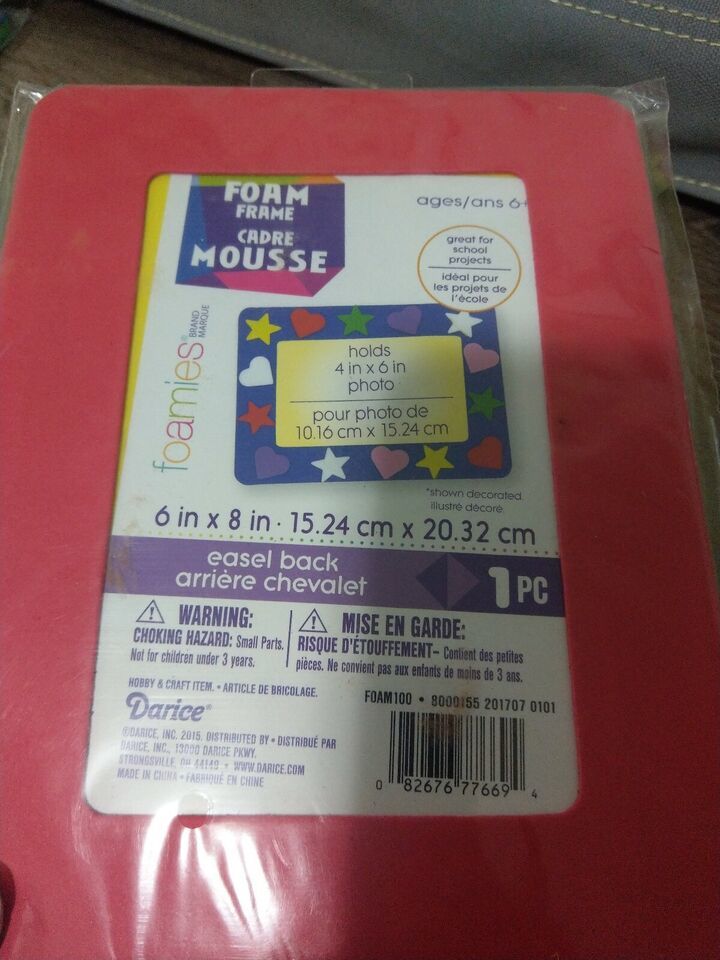 FOAM
FRAME
CADRE
MOUSSE
ages/ans 6+
great for
school
projects
idéal pour
les projets de
l'école
foamies®
BRAND
MARQUE
holds
4 in x 6 in
photo
pour photo de
10.16 cm x 15.24 cm
*shown decorated
illustré décoré.
6 in x 8 in · 15.24 cm x 20.32 cm
easel back
arrière chevalet
1 PC
WARNING:
CHOKING HAZARD: Small Parts.
Not for children under 3 years.
MISE EN GARDE:
RISQUE D'ÉTOUFFEMENT– Contient des petites
pièces. Ne convient pas aux enfants de moins de 3 ans.
HOBBY & CRAFT ITEM. • ARTICLE DE BRICOLAGE.
Darice®
©DARICE, INC. 2015. DISTRIBUTED BY • DISTRIBUÉ PAR
DARICE, INC., 13000 DARICE PKWY.
STRONGSVILLE, OH 44149 • WWW.DARICE.COM
MADE IN CHINA • FABRIQUÉ EN CHINE
FOAM100 • 8000155 201707 0101
0 82676 77669 4